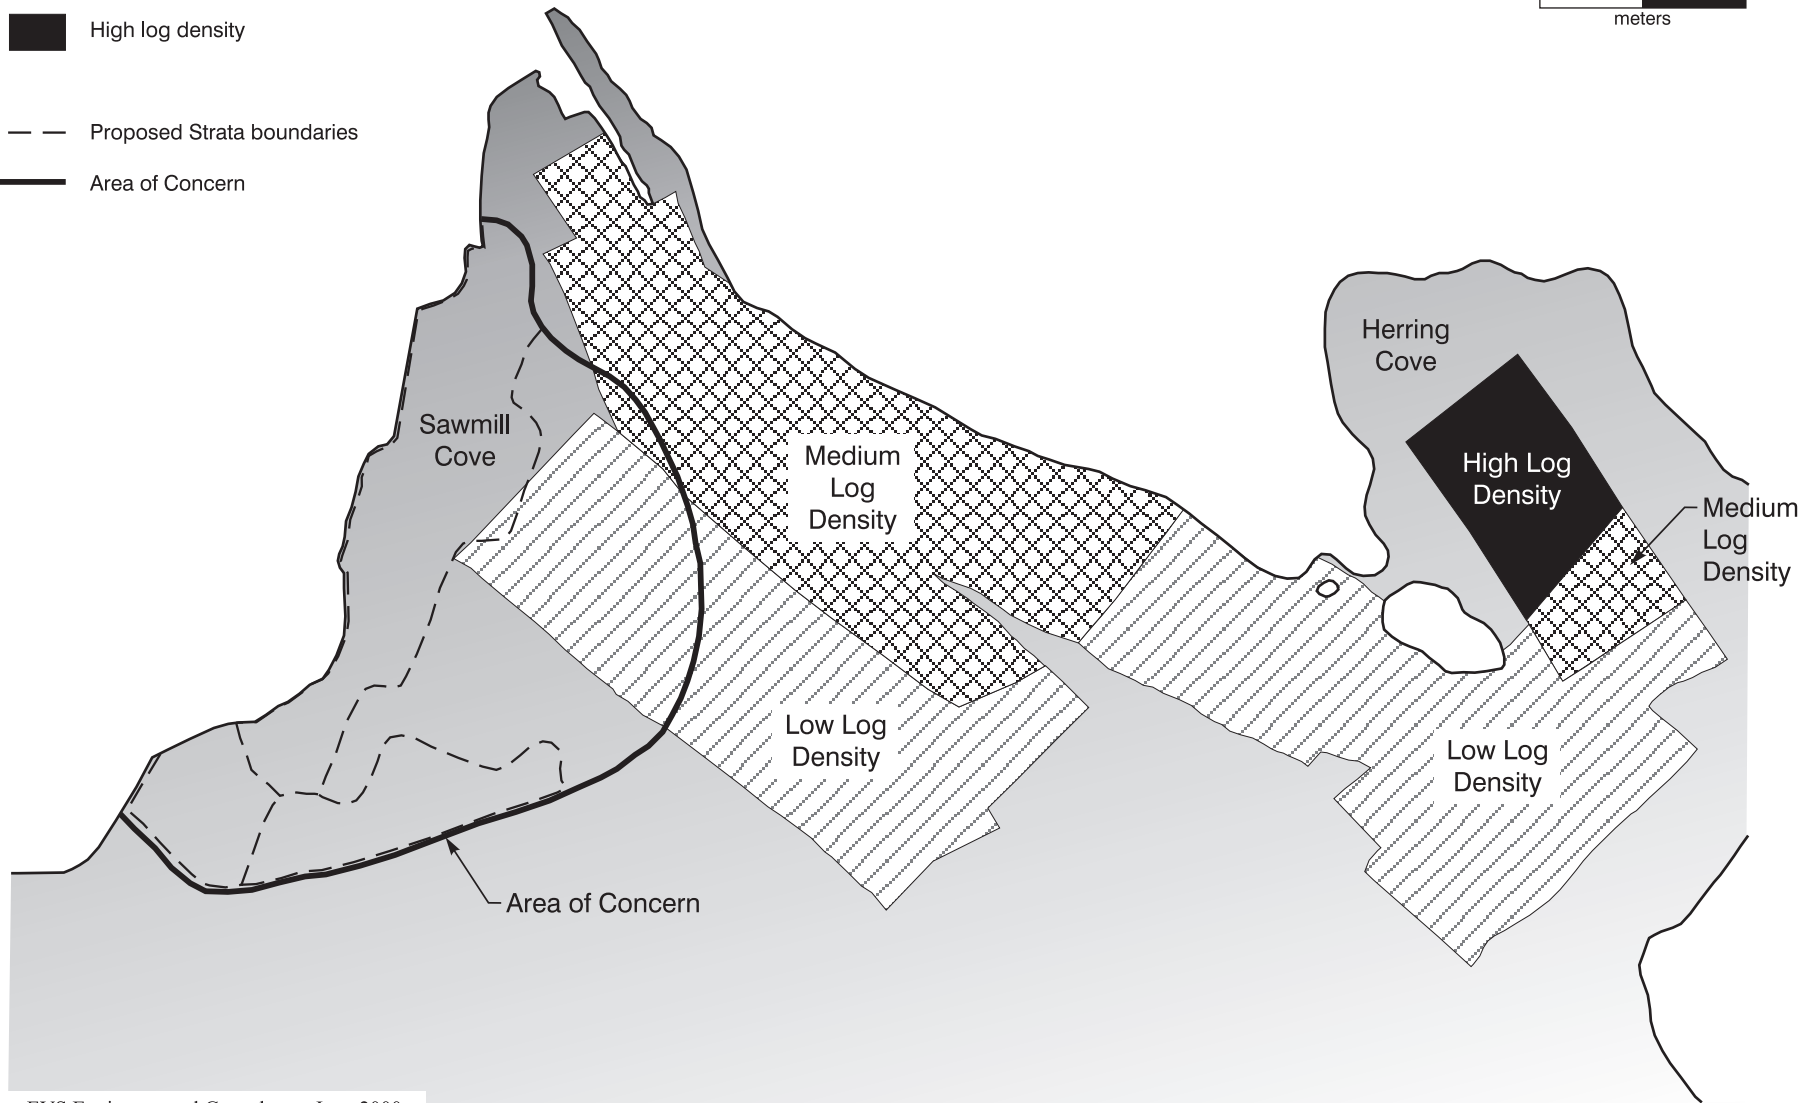 meters
High log density
Proposed Strata boundaries
Area of Concern
Herring
Cove
Sawmill
Cove
Medium
Log
Density
High Log
Density
Medium
Log
Density
Low Log
Density
Low Log
Density
Area of Concern